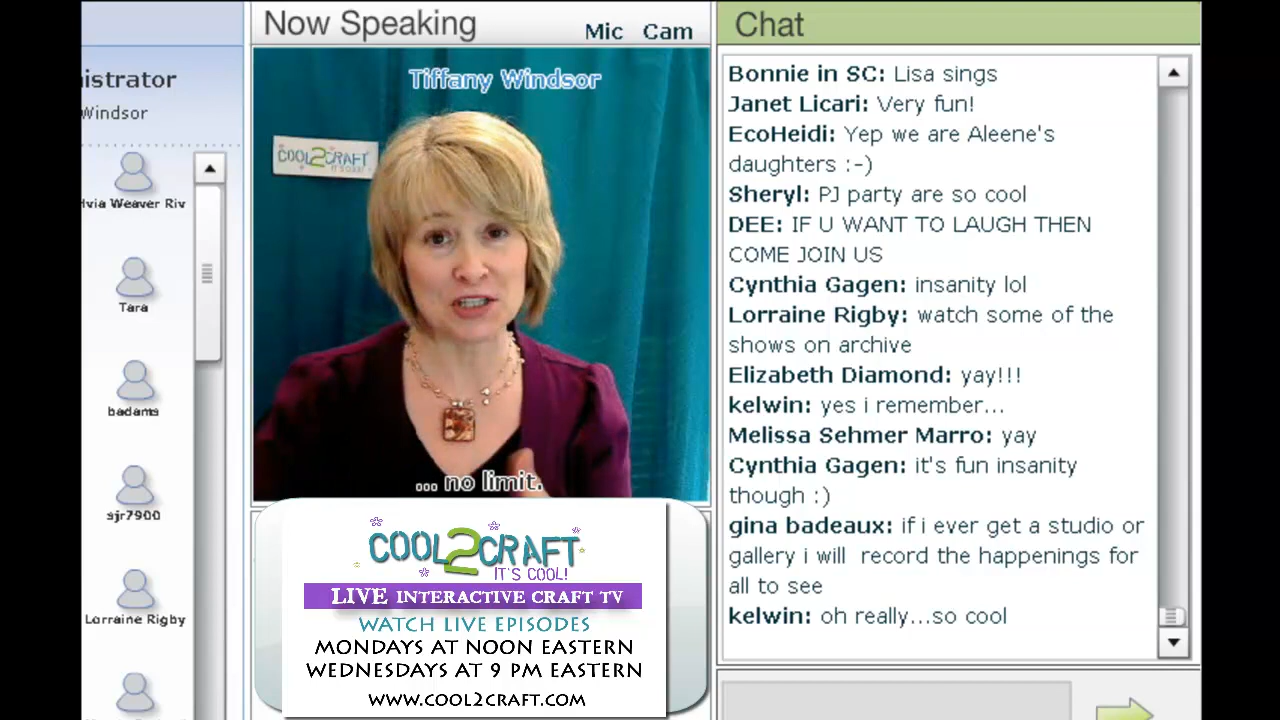 Now Speaking
Mic Cam
Chat
istrator
Windsor
lvia Weaver Riv
Tara
badams
sjr7900
Lorraine Rigby
Tiffany Windsor
COOL2CRAFT
... no limit.
COOL2CRAFT
IT'S COOL!
LIVE INTERACTIVE CRAFT TV
WATCH LIVE EPISODES
MONDAYS AT NOON EASTERN
WEDNESDAYS AT 9 PM EASTERN
WWW.COOL2CRAFT.COM
Bonnie in SC: Lisa sings
Janet Licari: Very fun!
EcoHeidi: Yep we are Aleene's
daughters :-)
Sheryl: PJ party are so cool
DEE: IF U WANT TO LAUGH THEN
COME JOIN US
Cynthia Gagen: insanity lol
Lorraine Rigby: watch some of the
shows on archive
Elizabeth Diamond: yay!!!
kelwin: yes i remember...
Melissa Sehmer Marro: yay
Cynthia Gagen: it's fun insanity
though :)
gina badeaux: if i ever get a studio or
gallery i will  record the happenings for
all to see
kelwin: oh really...so cool